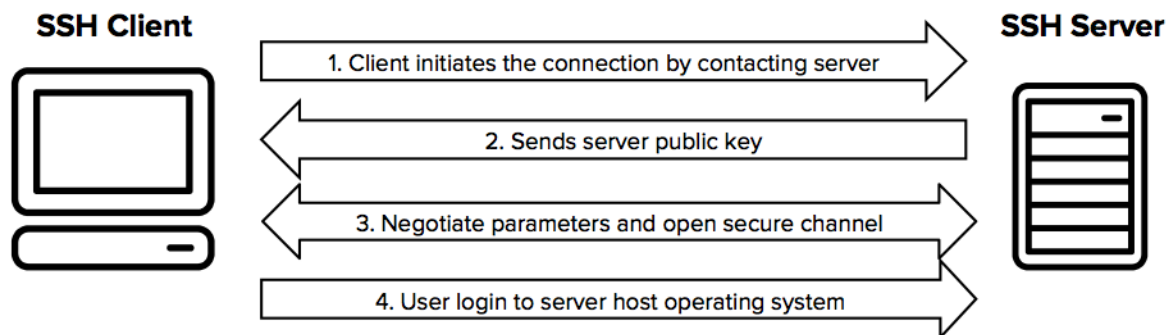 SSH Client
SSH Server
1. Client initiates the connection by contacting server
2. Sends server public key
3. Negotiate parameters and open secure channel
4. User login to server host operating system